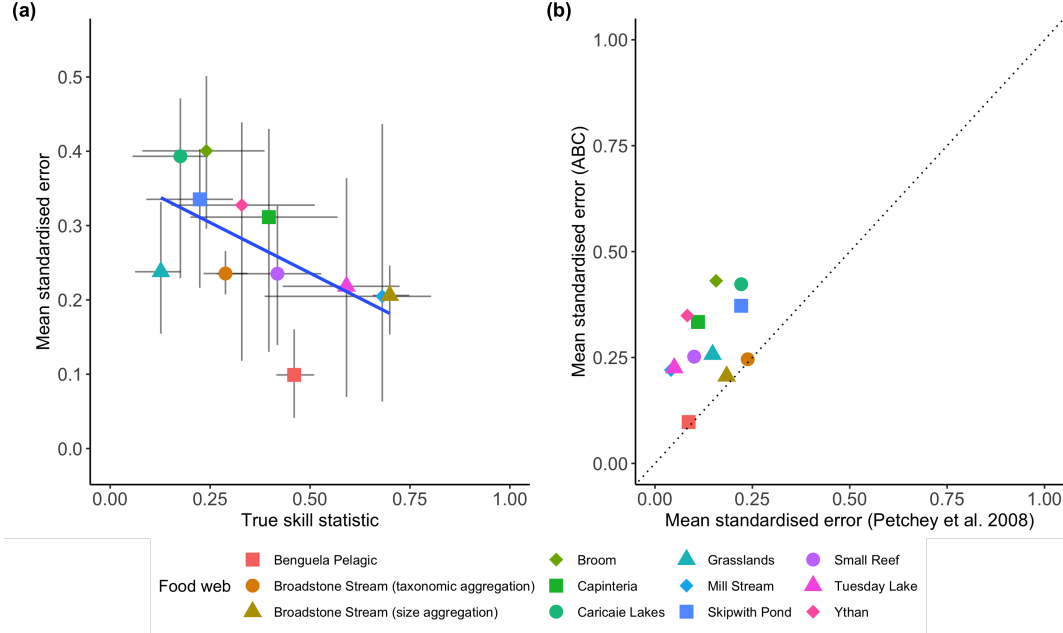 (a)
Mean standardised error
0.5
0.4
0.3
0.2
0.1
0.0
0.00 0.25 0.50 0.75 1.00
True skill statistic
(b)
Mean standardised error (ABC)
1.00
0.75
0.50
0.25
0.00
0.00 0.25 0.50 0.75 1.00
Mean standardised error (Petchey et al. 2008)
Food web
Benguela Pelagic
Broadstone Stream (taxonomic aggregation)
Broadstone Stream (size aggregation)
Broom
Capinteria
Caricaie Lakes
Grasslands
Mill Stream
Skipwith Pond
Small Reef
Tuesday Lake
Ythan